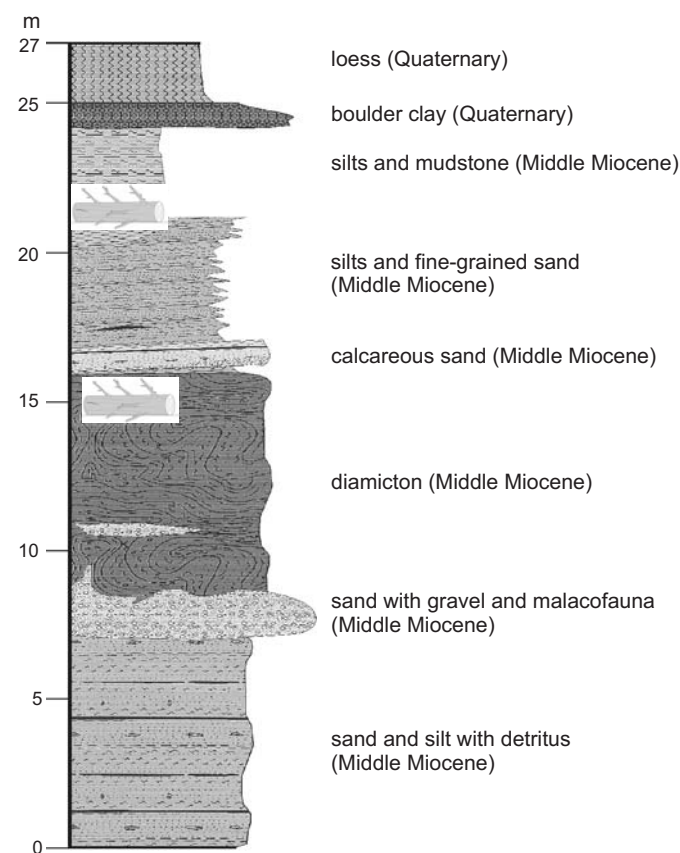 m
27
loess (Quaternary)
25
boulder clay (Quaternary)
silts and mudstone (Middle Miocene)
20
silts and fine-grained sand
(Middle Miocene)
calcareous sand (Middle Miocene)
15
diamicton (Middle Miocene)
10
sand with gravel and malacofauna
(Middle Miocene)
5
sand and silt with detritus
(Middle Miocene)
0